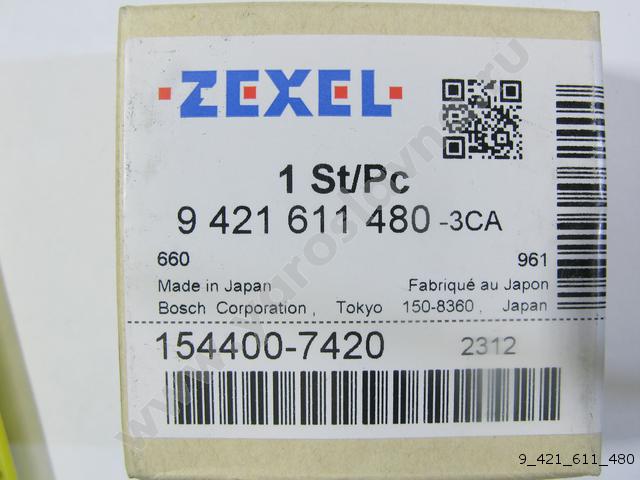 ZEXEL
1 St/Pc
9 421 611 480 -3CA
660 961
Made in Japan Fabriqué au Japon
Bosch Corporation, Tokyo 150-8360, Japan
154400-7420 2312
9_421_611_480